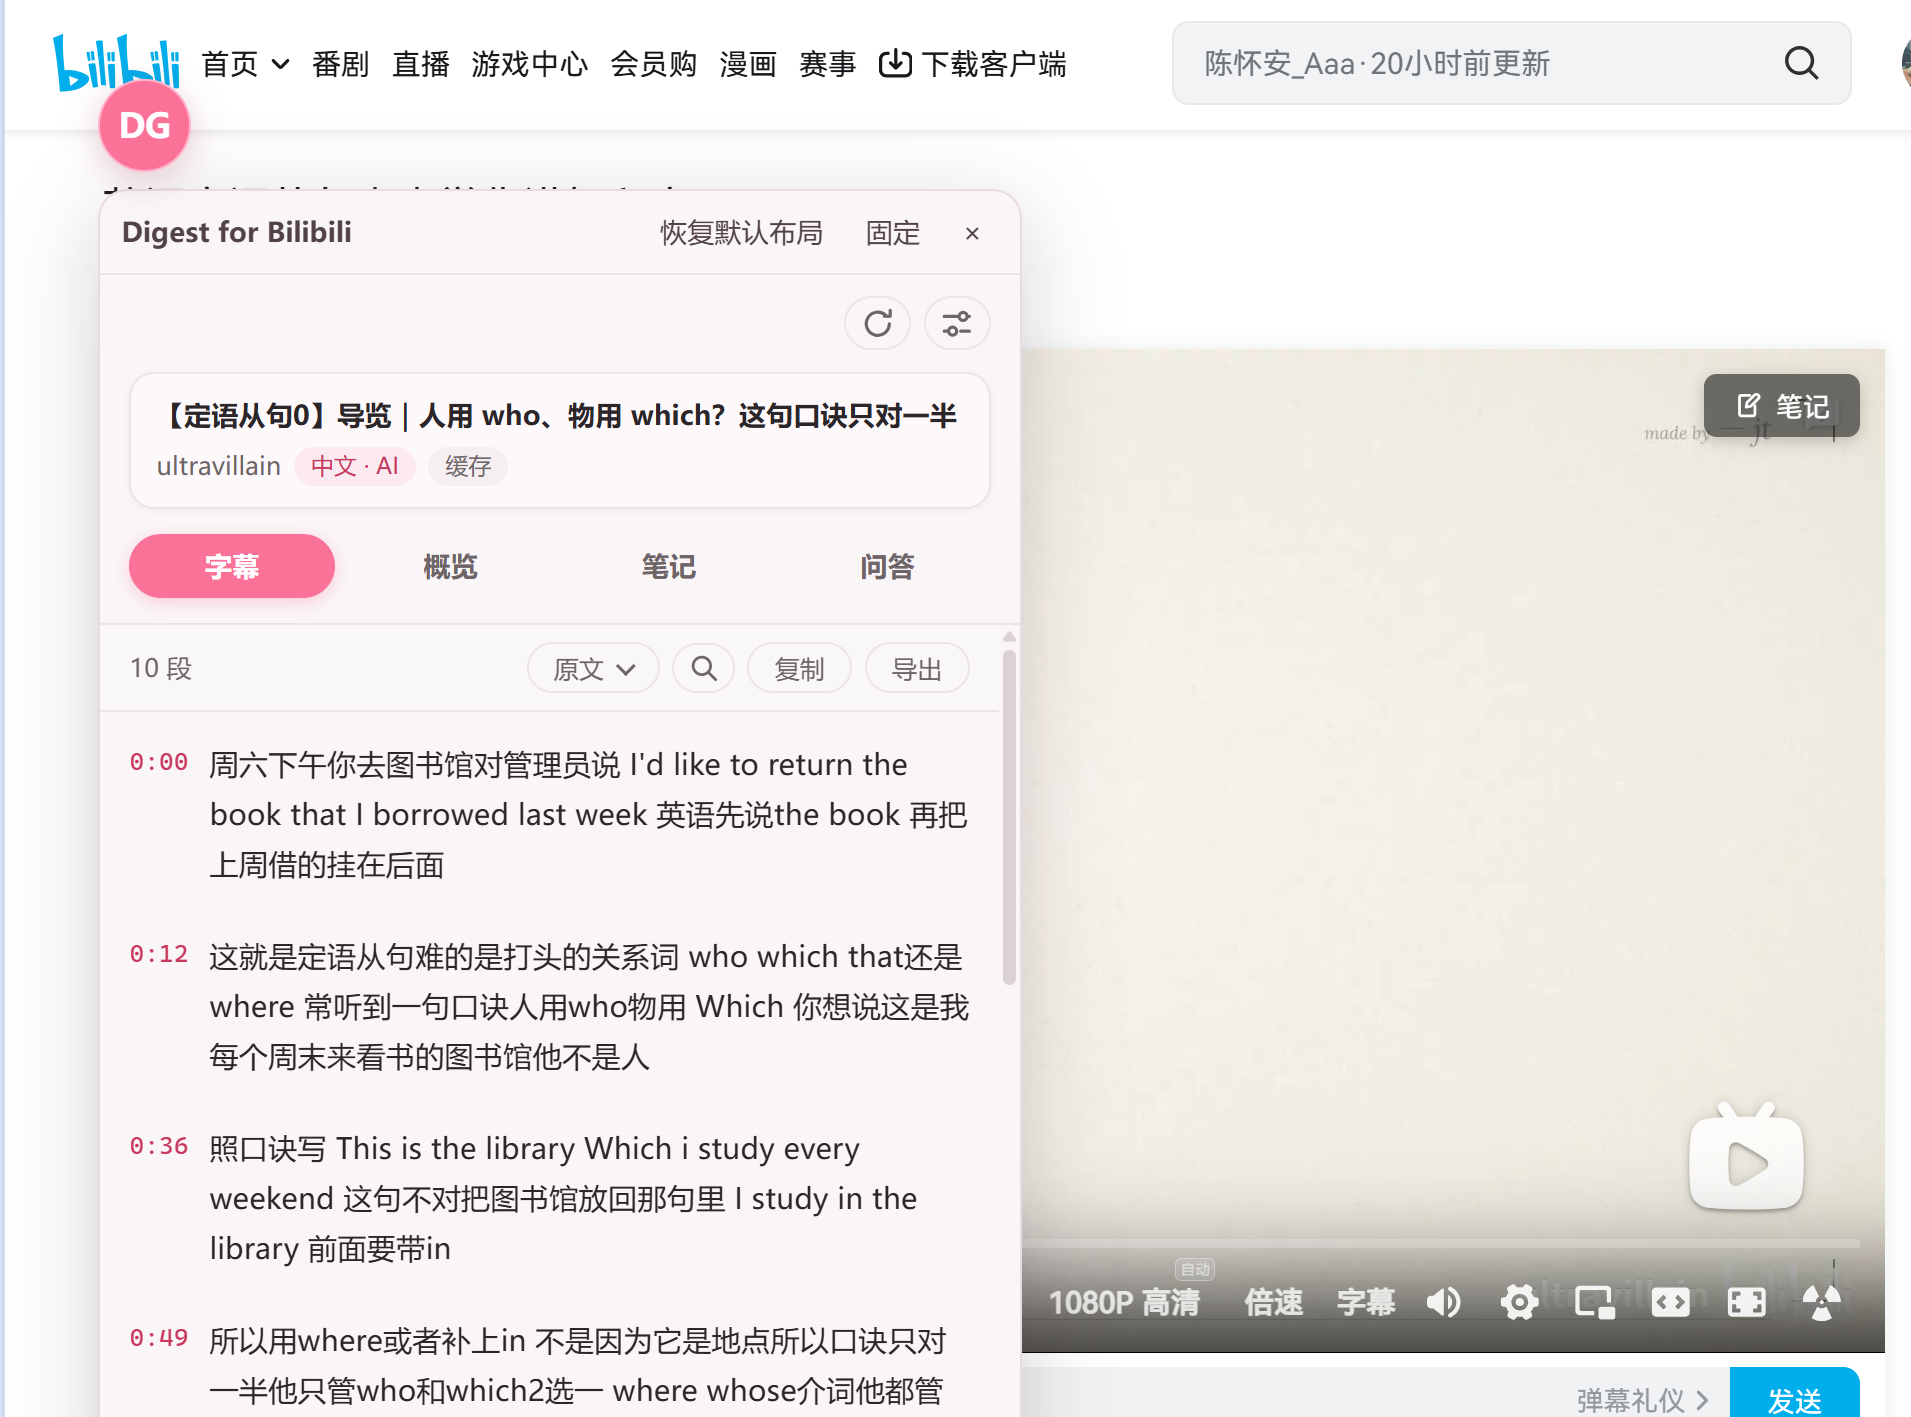 bilibili 首页 番剧 直播 游戏中心 会员购 漫画 赛事 下载客户端 陈怀安_Aaa·20小时前更新
DG
Digest for Bilibili 恢复默认布局 固定 ×
【定语从句0】导览｜人用 who、物用 which？这句口诀只对一半
ultravillain 中文·AI 缓存
字幕 概览 笔记 问答
10 段 原文 复制 导出
0:00 周六下午你去图书馆对管理员说 I'd like to return the
book that I borrowed last week 英语先说the book 再把
上周借的挂在后面
0:12 这就是定语从句难的是打头的关系词 who which that还是
where 常听到一句口诀人用who物用 Which 你想说这是我
每个周末来看书的图书馆他不是人
0:36 照口诀写 This is the library Which i study every
weekend 这句不对把图书馆放回那句里 I study in the
library 前面要带in
0:49 所以用where或者补上in 不是因为它是地点所以口诀只对
一半他只管who和which2选一 where whose介词他都管
笔记
made by — jt
自动
1080P 高清 倍速 字幕
弹幕礼仪 发送